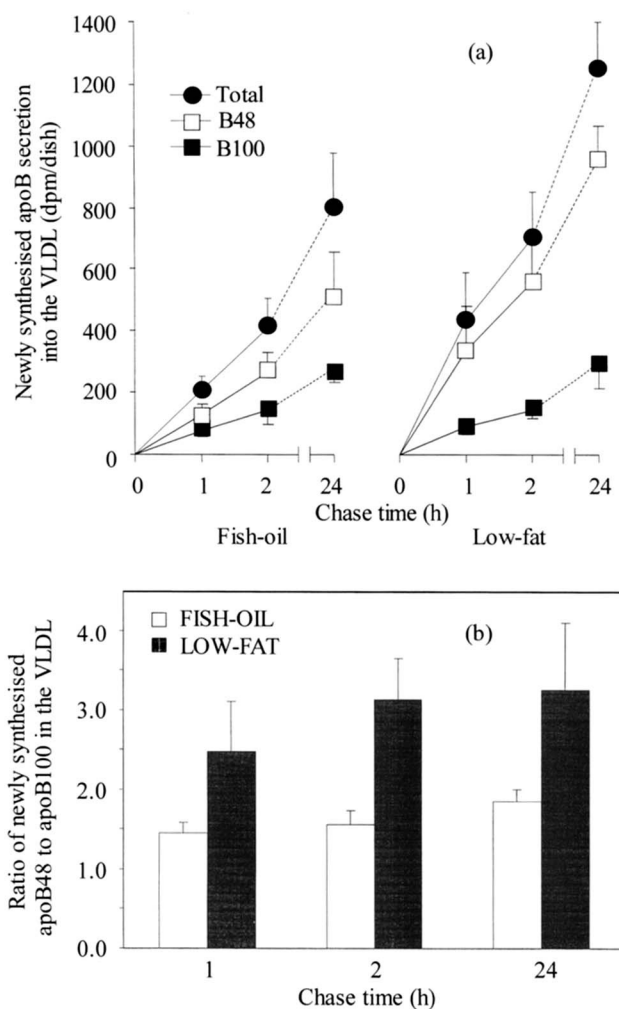 (a)
Newly synthesised apoB secretion
into the VLDL (dpm/dish)
1400
1200
1000
800
600
400
200
0
Total
B48
B100
0 1 2 24
0 1 2 24
Chase time (h)
Fish-oil Low-fat
(b)
Ratio of newly synthesised
apoB48 to apoB100 in the VLDL
4.0
3.0
2.0
1.0
0.0
FISH-OIL
LOW-FAT
1 2 24
Chase time (h)